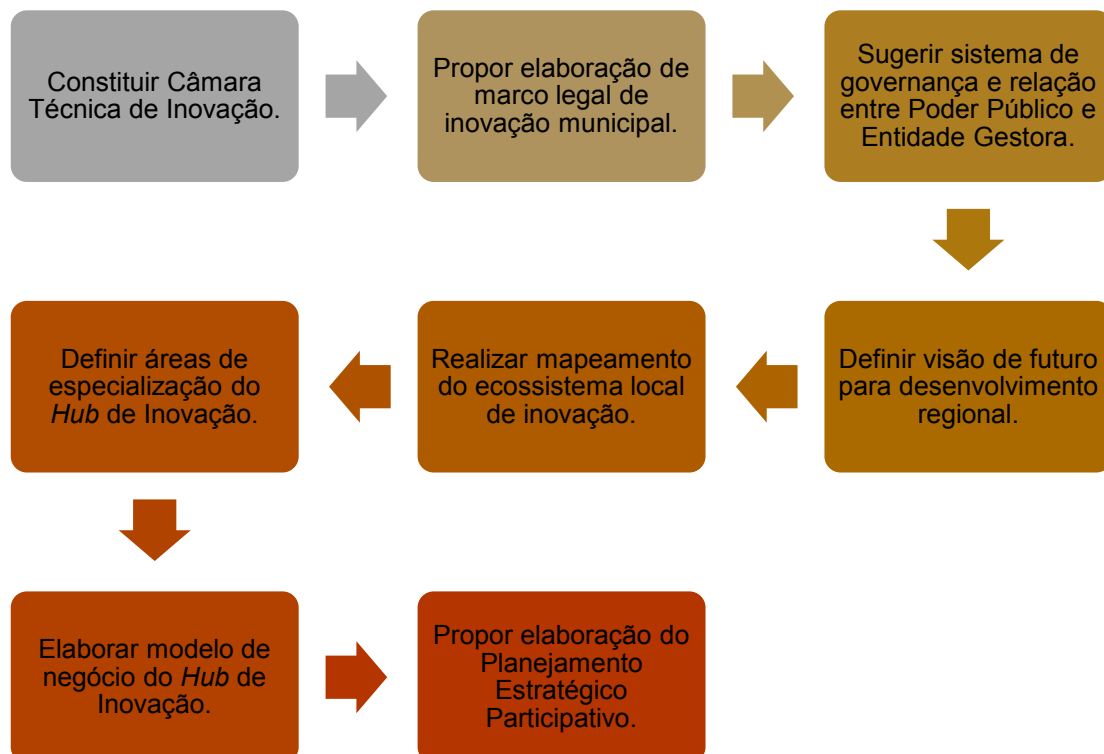 Constituir Câmara
Técnica de Inovação.
Propor elaboração de
marco legal de
inovação municipal.
Sugerir sistema de
governança e relação
entre Poder Público e
Entidade Gestora.
Definir visão de futuro
para desenvolvimento
regional.
Realizar mapeamento
do ecossistema local
de inovação.
Definir áreas de
especialização do
Hub de Inovação.
Elaborar modelo de
negócio do Hub de
Inovação.
Propor elaboração do
Planejamento
Estratégico
Participativo.